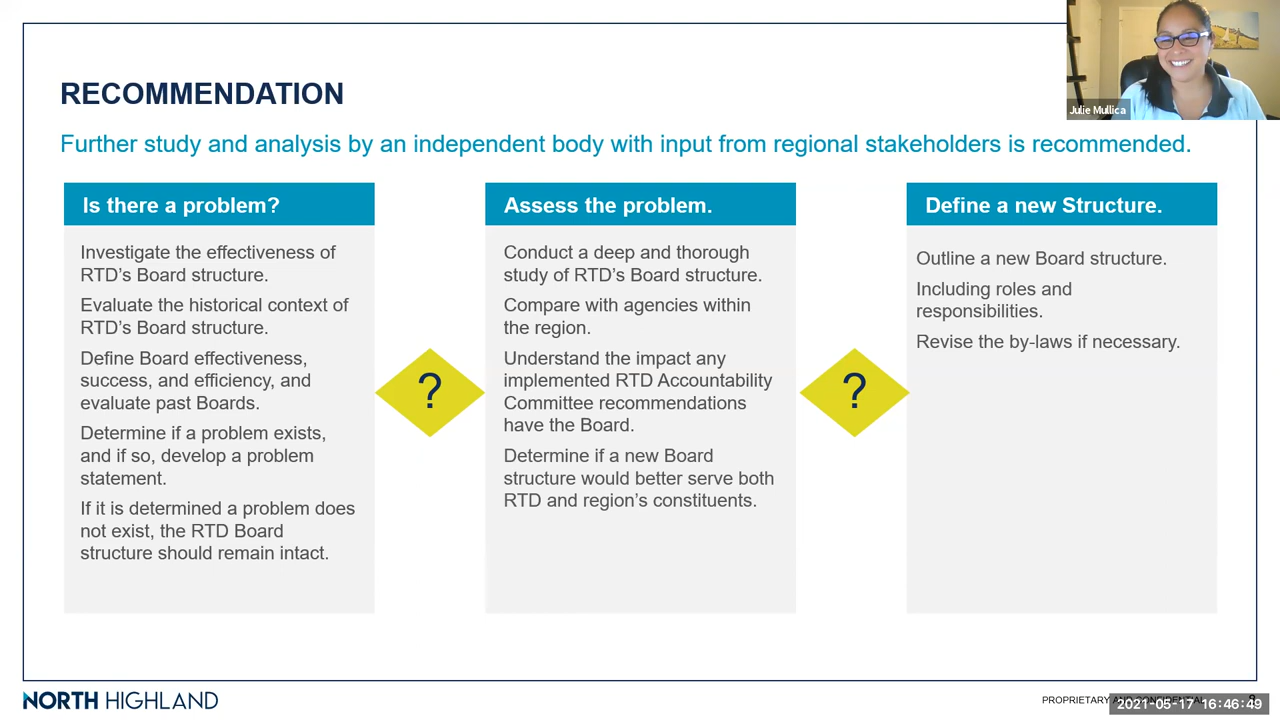 Julie Mullica
RECOMMENDATION
Further study and analysis by an independent body with input from regional stakeholders is recommended.
Is there a problem?
Investigate the effectiveness of
RTD's Board structure.
Evaluate the historical context of
RTD's Board structure.
Define Board effectiveness,
success, and efficiency, and
evaluate past Boards.
Determine if a problem exists,
and if so, develop a problem
statement.
If it is determined a problem does
not exist, the RTD Board
structure should remain intact.
?
Assess the problem.
Conduct a deep and thorough
study of RTD's Board structure.
Compare with agencies within
the region.
Understand the impact any
implemented RTD Accountability
Committee recommendations
have the Board.
Determine if a new Board
structure would better serve both
RTD and region's constituents.
?
Define a new Structure.
Outline a new Board structure.
Including roles and
responsibilities.
Revise the by-laws if necessary.
NORTH HIGHLAND
PROPRIETARY AND CONFIDENTIAL
2021-05-17 16:46:49